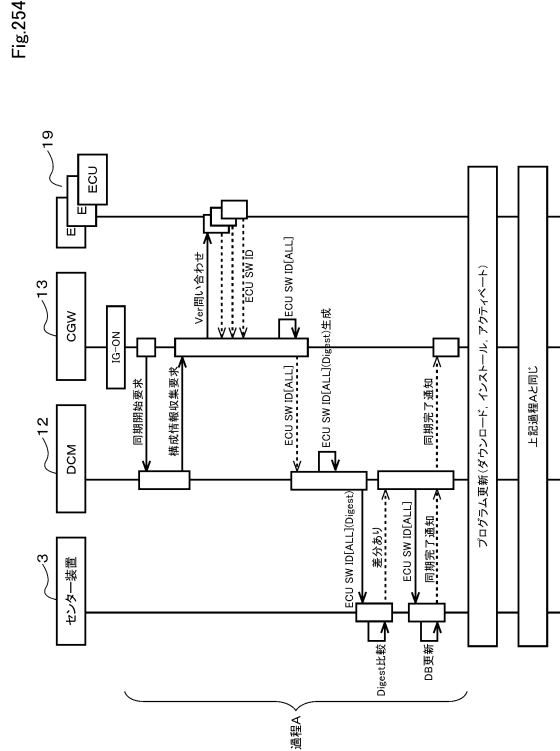 Fig.254
3
12
13
19
センター装置
DCM
CGW
E
E
ECU
IG-ON
同期開始要求
構成情報収集要求
Ver問い合わせ
ECU SW ID
ECU SW ID[ALL]
ECU SW ID[ALL]
ECU SW ID[ALL](Digest)生成
ECU SW ID[ALL](Digest)
Digest比較
差分あり
ECU SW ID[ALL]
DB更新
同期完了通知
同期完了通知
過程A
プログラム更新(ダウンロード、インストール、アクティベート)
上記過程Aと同じ